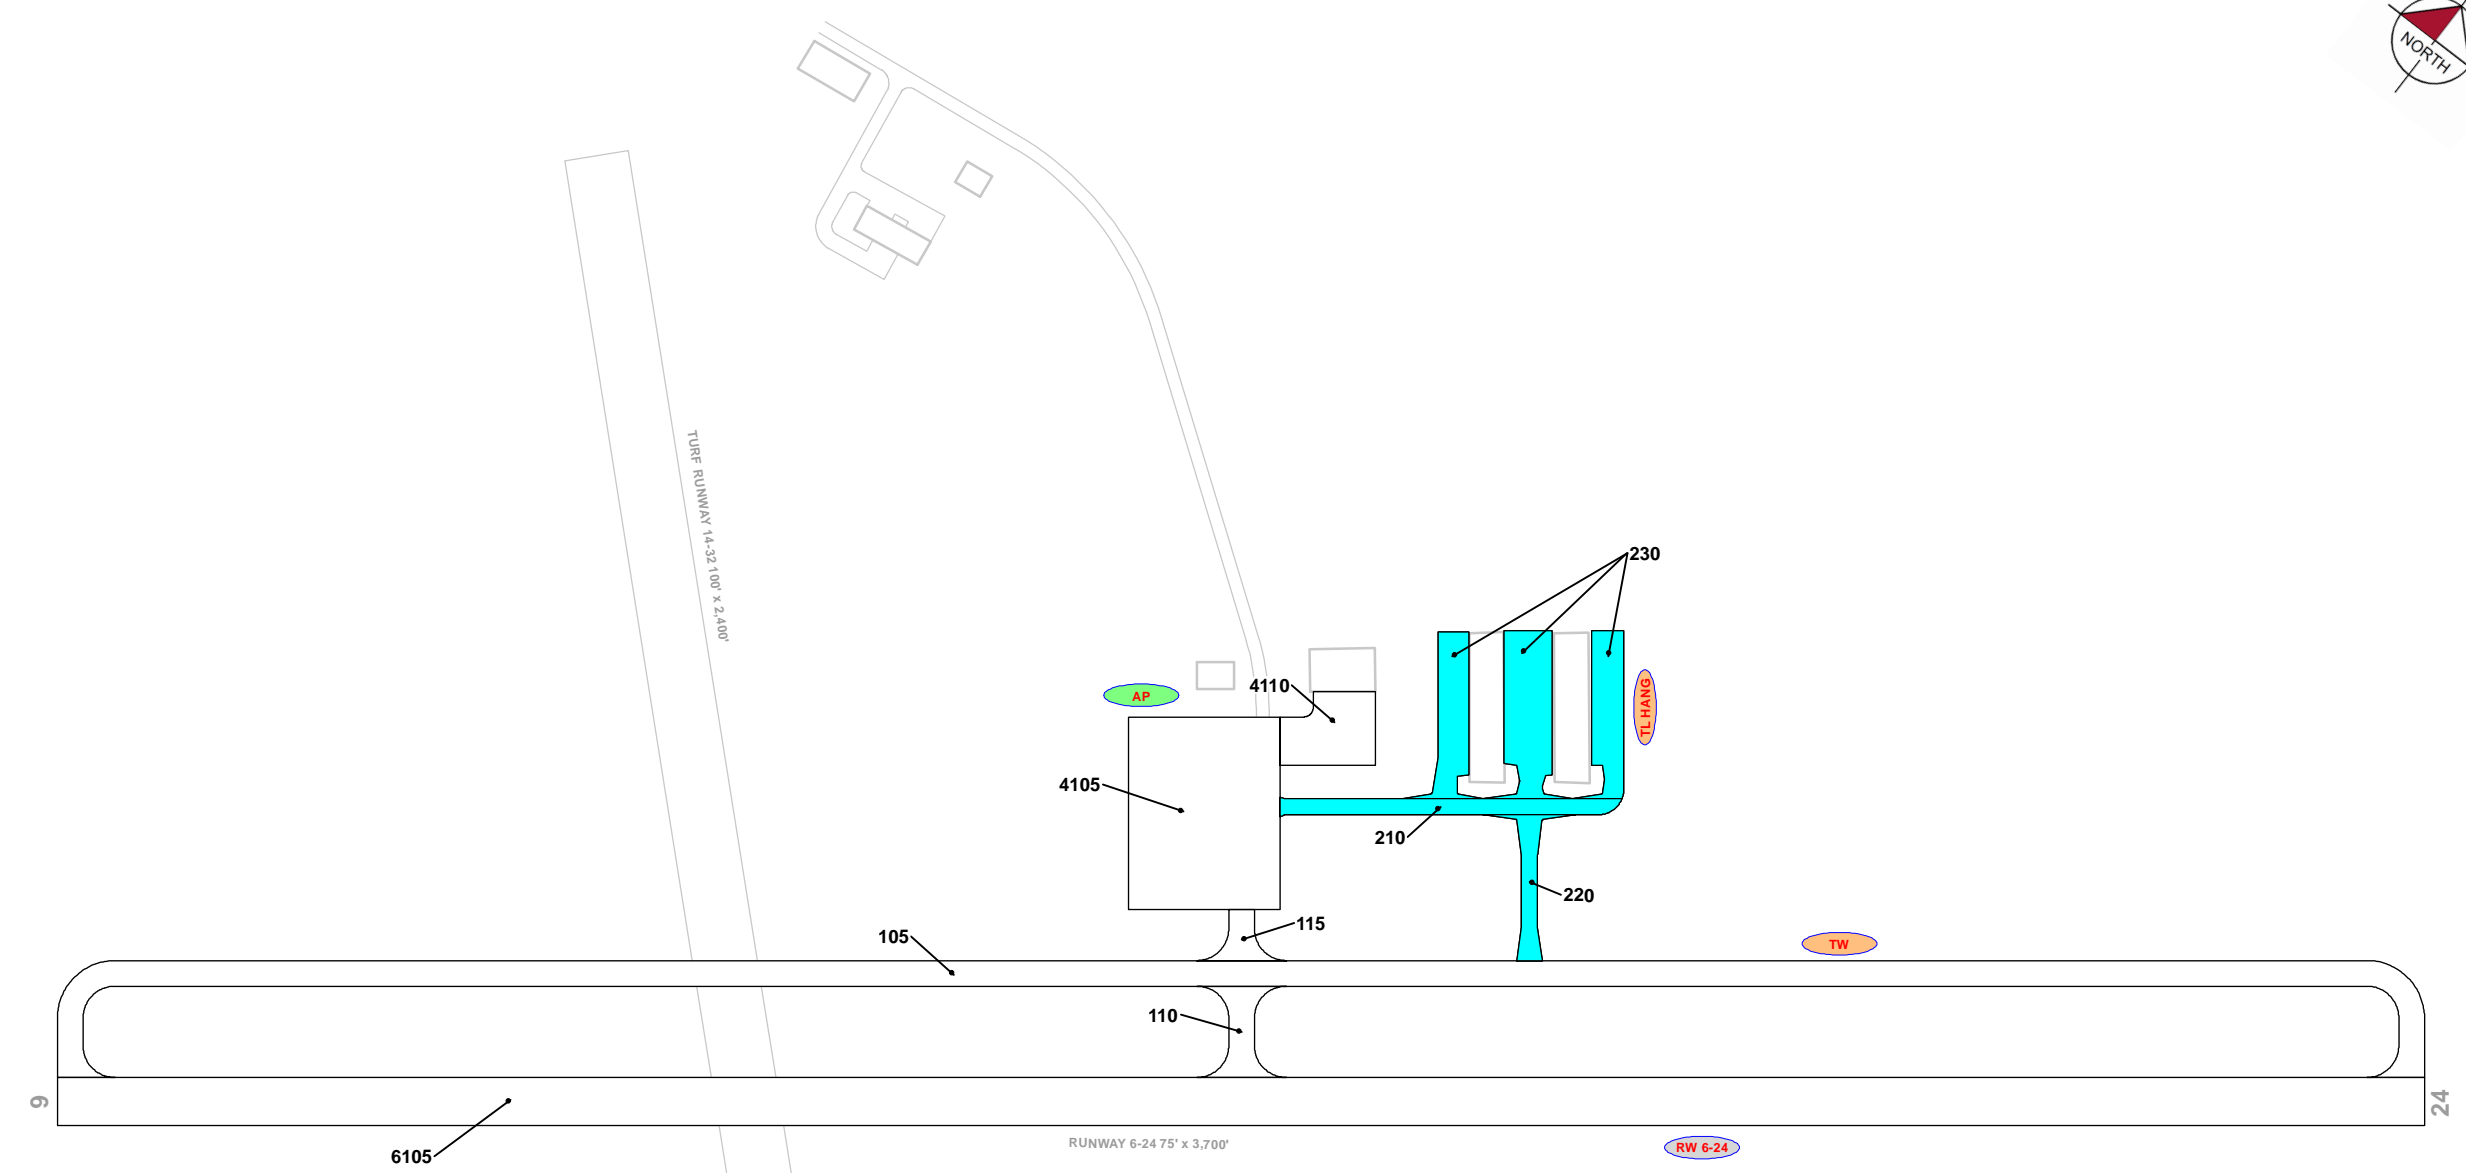 NORTH
TURF RUNWAY 14-32 100' x 2,400'
230
4110
AP
TL HANG
4105
210
220
115
105
TW
110
6
24
6105
RUNWAY 6-24 75' x 3,700'
RW 6-24